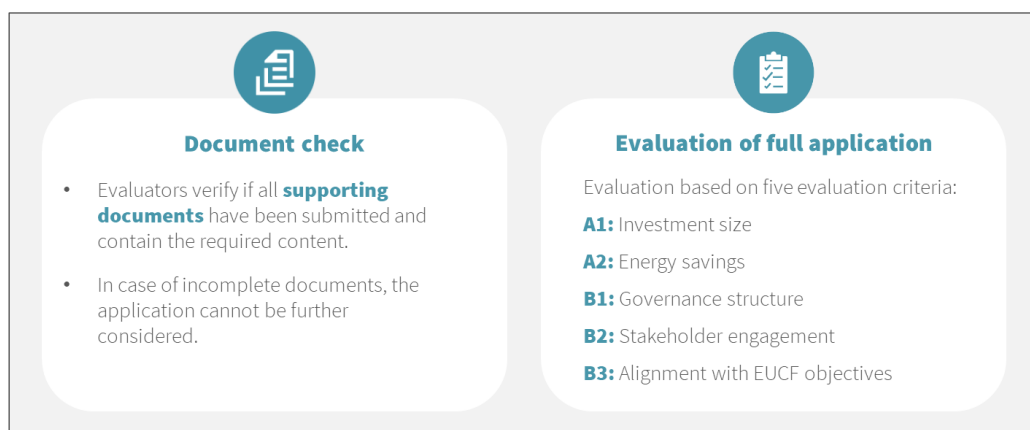 Document check
• Evaluators verify if all supporting
documents have been submitted and
contain the required content.
• In case of incomplete documents, the
application cannot be further
considered.
Evaluation of full application
Evaluation based on five evaluation criteria:
A1: Investment size
A2: Energy savings
B1: Governance structure
B2: Stakeholder engagement
B3: Alignment with EUCF objectives